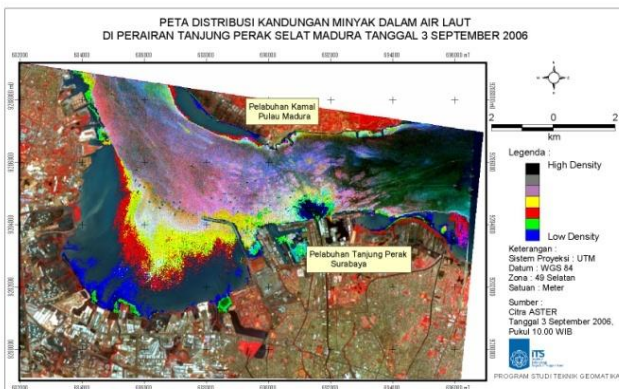 PETA DISTRIBUSI KANDUNGAN MINYAK DALAM AIR LAUT
DI PERAIRAN TANJUNG PERAK SELAT MADURA TANGGAL 3 SEPTEMBER 2006
Pelabuhan Kamal
Pulau Madura
Pelabuhan Tanjung Perak
Surabaya
2 0 2
km
Legenda :
High Density
Low Density
Keterangan :
Sistem Proyeksi : UTM
Datum : WGS 84
Zona : 49 Selatan
Satuan : Meter
Sumber :
Citra ASTER
Tanggal 3 September 2006,
Pukul 10.00 WIB
ITS
PROGRAM STUDI TEKNIK GEOMATIKA